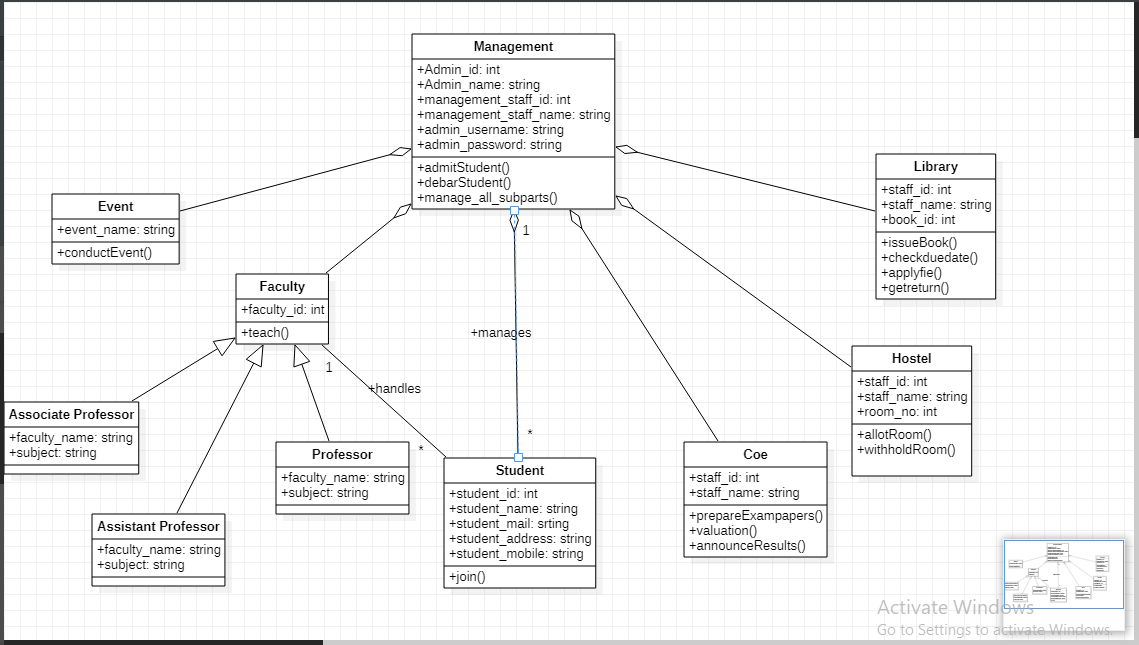 Management
+Admin_id: int
+Admin_name: string
+management_staff_id: int
+management_staff_name: string
+admin_username: string
+admin_password: string
+admitStudent()
+debarStudent()
+manage_all_subparts()
Library
+staff_id: int
+staff_name: string
+book_id: int
+issueBook()
+checkduedate()
+applyfie()
+getreturn()
Event
+event_name: string
+conductEvent()
1
Faculty
+faculty_id: int
+teach()
+manages
1
+handles
Hostel
+staff_id: int
+staff_name: string
+room_no: int
+allotRoom()
+withholdRoom()
Associate Professor
+faculty_name: string
+subject: string
*
*
Professor
+faculty_name: string
+subject: string
Student
+student_id: int
+student_name: string
+student_mail: srting
+student_address: string
+student_mobile: string
+join()
Coe
+staff_id: int
+staff_name: string
+prepareExampapers()
+valuation()
+announceResults()
Assistant Professor
+faculty_name: string
+subject: string
Activate Windows
Go to Settings to activate Windows.